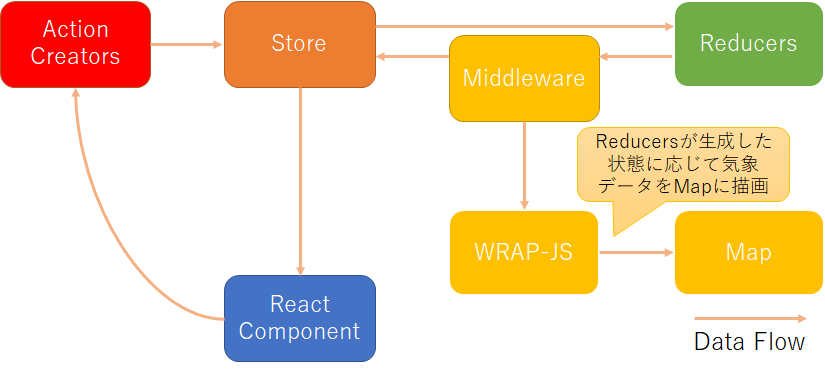 Action
Creators
Store
Reducers
Middleware
Reducersが生成した
状態に応じて気象
データをMapに描画
WRAP-JS
Map
React
Component
Data Flow